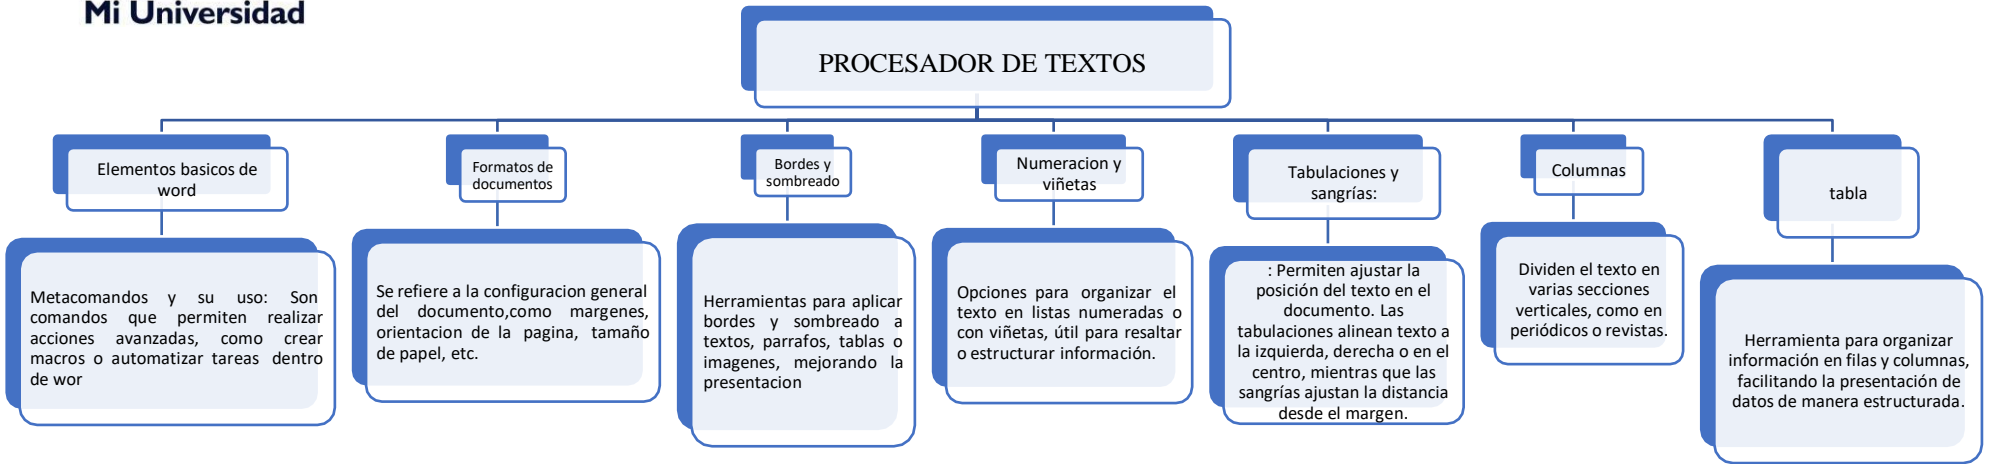 Mi Universidad
PROCESADOR DE TEXTOS
Elementos basicos de
word
Metacomandos y su uso: Son
comandos que permiten realizar
acciones avanzadas, como crear
macros o automatizar tareas dentro
de wor
Formatos de
documentos
Se refiere a la configuracion general
del documento,como margenes,
orientacion de la pagina, tamaño
de papel, etc.
Bordes y
sombreado
Herramientas para aplicar
bordes y sombreado a
textos, parrafos, tablas o
imagenes, mejorando la
presentacion
Numeracion y
viñetas
Opciones para organizar el
texto en listas numeradas o
con viñetas, útil para resaltar
o estructurar información.
Tabulaciones y
sangrías:
: Permiten ajustar la
posición del texto en el
documento. Las
tabulaciones alinean texto a
la izquierda, derecha o en el
centro, mientras que las
sangrías ajustan la distancia
desde el margen.
Columnas
Dividen el texto en
varias secciones
verticales, como en
periódicos o revistas.
tabla
Herramienta para organizar
información en filas y columnas,
facilitando la presentación de
datos de manera estructurada.